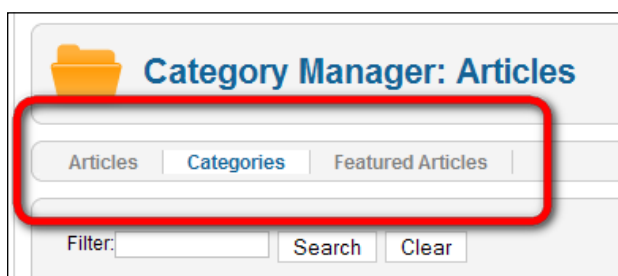 Category Manager: Articles
Articles Categories Featured Articles
Filter: Search Clear